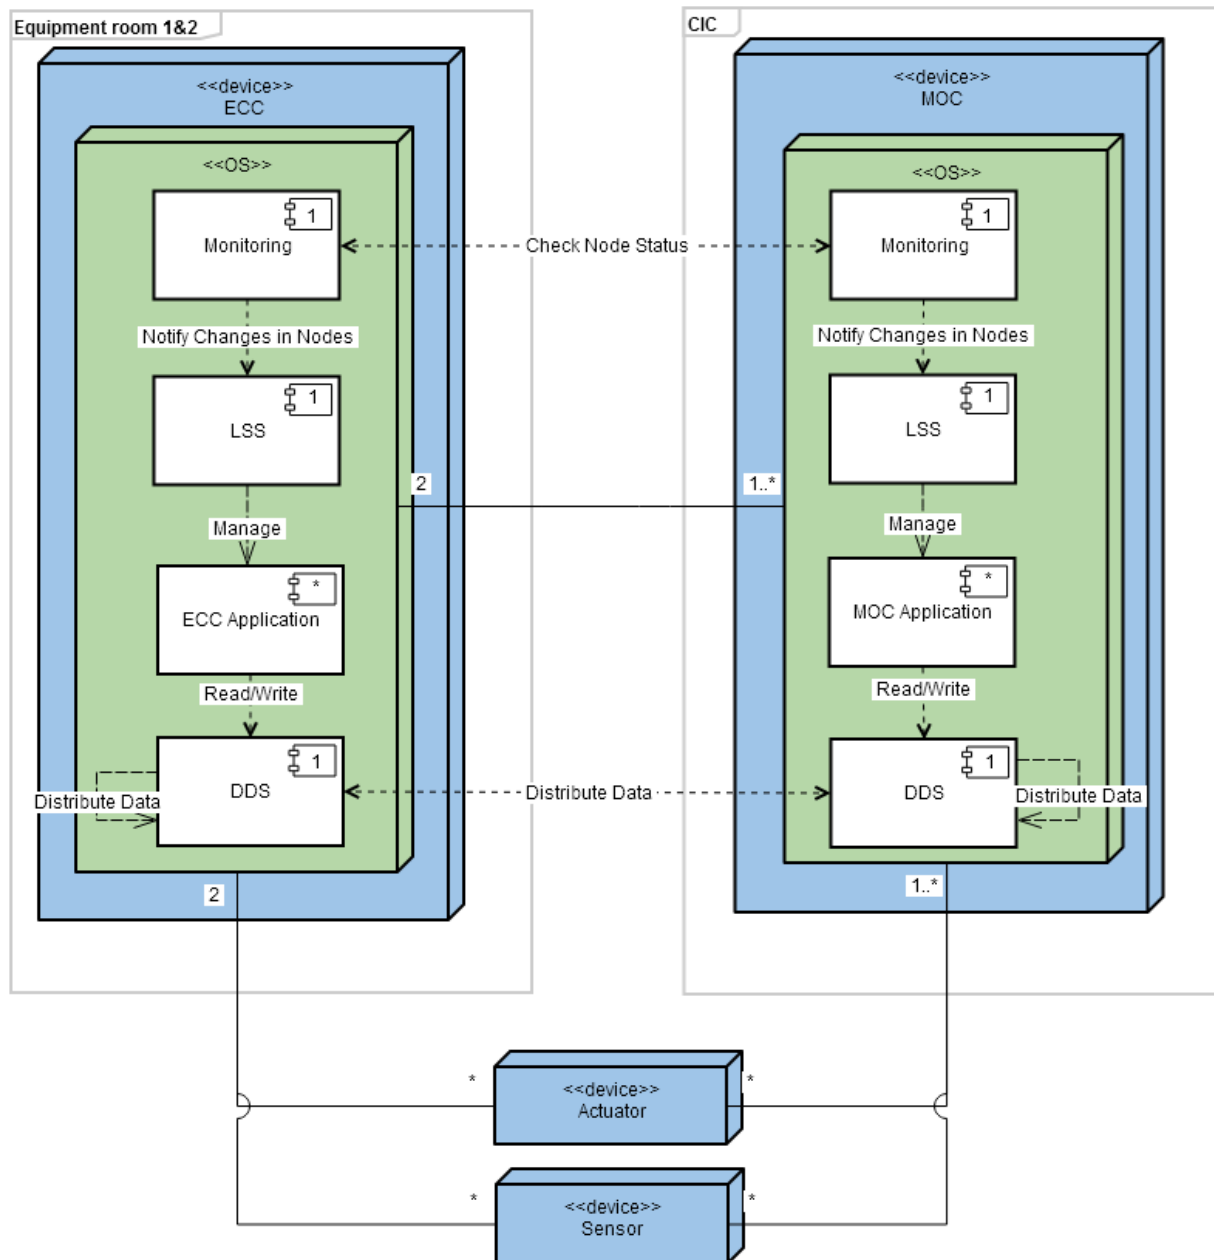 Equipment room 1&2
CIC
<<device>>
ECC
<<device>>
MOC
<<OS>>
<<OS>>
1
Monitoring
Check Node Status
1
Monitoring
Notify Changes in Nodes
Notify Changes in Nodes
1
LSS
1
LSS
2
1..*
Manage
Manage
*
ECC Application
*
MOC Application
Read/Write
Read/Write
1
DDS
Distribute Data
Distribute Data
1
DDS
Distribute Data
2
1..*
*
<<device>>
Actuator
*
*
<<device>>
Sensor
*